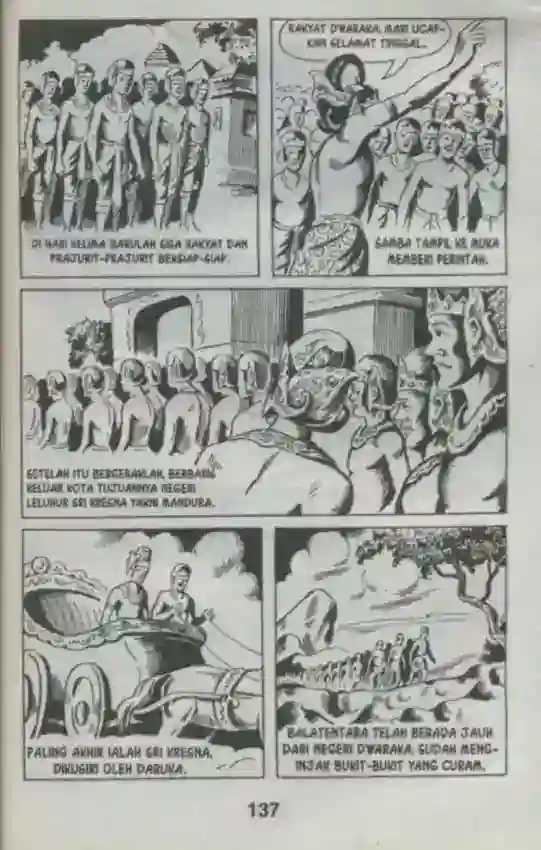 DI HARI KELIMA BARULAH BISA RAKYAT DAN
PRAJURIT-PRAJURIT BERSIAP-SIAP.
RAKYAT DWARAKA, MARI UCAP-
KAN SELAMAT TINGGAL..
SAMBA TAMPIL KE MUKA
MEMBERI PERINTAH.
SETELAH ITU BERGERAKLAH, BERBARIS
KELUAR KOTA TUJUANNYA NEGERI
LELUHUR SRI KRESNA YAKNI MANDURA.
PALING AKHIR IALAH SRI KRESNA,
DIKUSIRI OLEH DARUKA.
BALATENTARA TELAH BERADA JAUH
DARI NEGERI DWARAKA, SUDAH MENG-
INJAK BUKIT-BUKIT YANG CURAM.
137